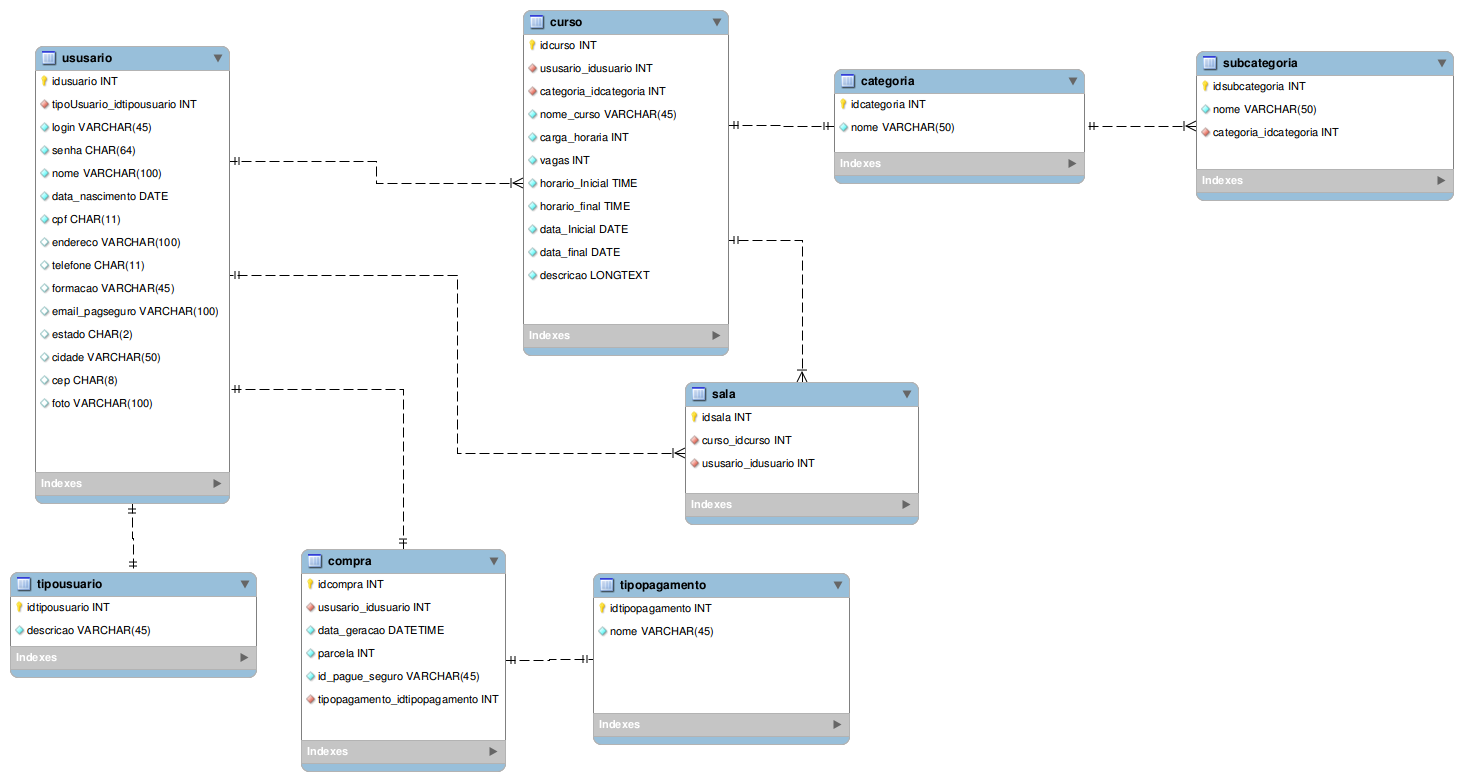 ususario
idusuario INT
tipoUsuario_idtipousuario INT
login VARCHAR(45)
senha CHAR(64)
nome VARCHAR(100)
data_nascimento DATE
cpf CHAR(11)
endereco VARCHAR(100)
telefone CHAR(11)
formacao VARCHAR(45)
email_pagseguro VARCHAR(100)
estado CHAR(2)
cidade VARCHAR(50)
cep CHAR(8)
foto VARCHAR(100)
Indexes
curso
idcurso INT
ususario_idusuario INT
categoria_idcategoria INT
nome_curso VARCHAR(45)
carga_horaria INT
vagas INT
horario_Inicial TIME
horario_final TIME
data_Inicial DATE
data_final DATE
descricao LONGTEXT
Indexes
categoria
idcategoria INT
nome VARCHAR(50)
Indexes
subcategoria
idsubcategoria INT
nome VARCHAR(50)
categoria_idcategoria INT
Indexes
sala
idsala INT
curso_idcurso INT
ususario_idusuario INT
Indexes
tipousuario
idtipousuario INT
descricao VARCHAR(45)
Indexes
compra
idcompra INT
ususario_idusuario INT
data_geracao DATETIME
parcela INT
id_pague_seguro VARCHAR(45)
tipopagamento_idtipopagamento INT
Indexes
tipopagamento
idtipopagamento INT
nome VARCHAR(45)
Indexes